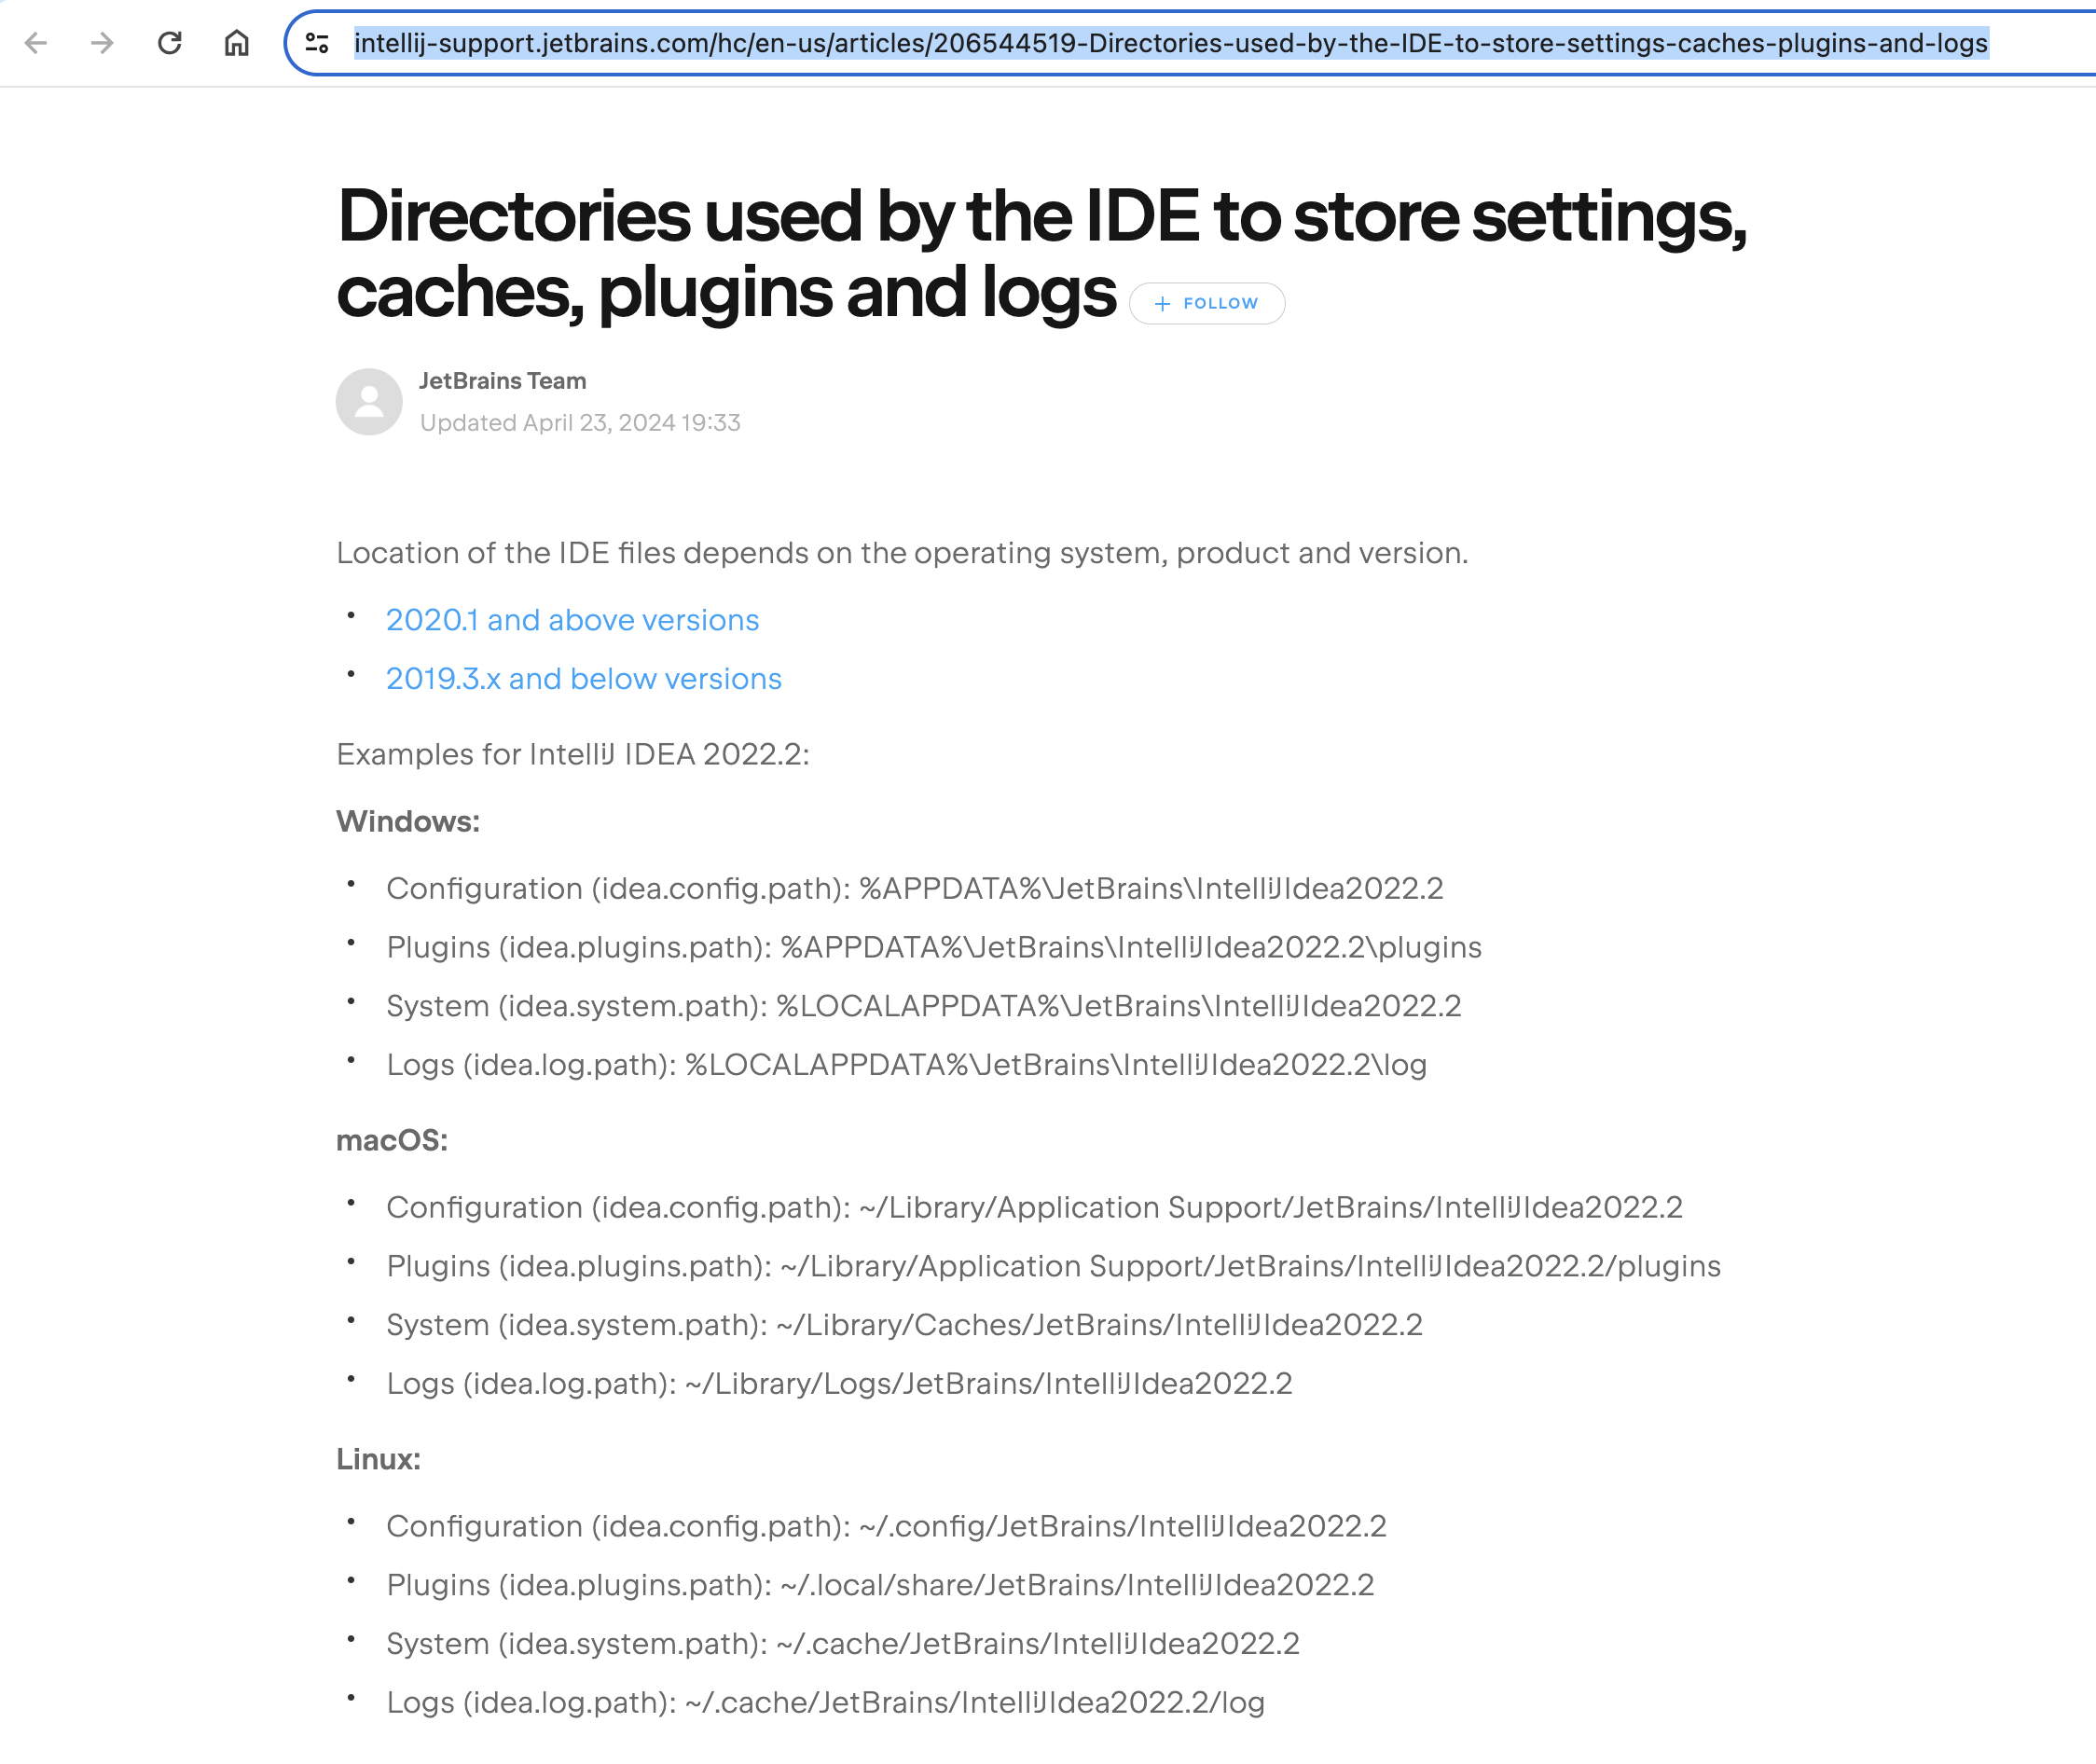 intellij-support.jetbrains.com/hc/en-us/articles/206544519-Directories-used-by-the-IDE-to-store-settings-caches-plugins-and-logs
Directories used by the IDE to store settings,
caches, plugins and logs
+ FOLLOW
JetBrains Team
Updated April 23, 2024 19:33
Location of the IDE files depends on the operating system, product and version.
• 2020.1 and above versions
• 2019.3.x and below versions
Examples for IntelliJ IDEA 2022.2:
Windows:
• Configuration (idea.config.path): %APPDATA%\JetBrains\IntelliJIdea2022.2
• Plugins (idea.plugins.path): %APPDATA%\JetBrains\IntelliJIdea2022.2\plugins
• System (idea.system.path): %LOCALAPPDATA%\JetBrains\IntelliJIdea2022.2
• Logs (idea.log.path): %LOCALAPPDATA%\JetBrains\IntelliJIdea2022.2\log
macOS:
• Configuration (idea.config.path): ~/Library/Application Support/JetBrains/IntelliJIdea2022.2
• Plugins (idea.plugins.path): ~/Library/Application Support/JetBrains/IntelliJIdea2022.2/plugins
• System (idea.system.path): ~/Library/Caches/JetBrains/IntelliJIdea2022.2
• Logs (idea.log.path): ~/Library/Logs/JetBrains/IntelliJIdea2022.2
Linux:
• Configuration (idea.config.path): ~/.config/JetBrains/IntelliJIdea2022.2
• Plugins (idea.plugins.path): ~/.local/share/JetBrains/IntelliJIdea2022.2
• System (idea.system.path): ~/.cache/JetBrains/IntelliJIdea2022.2
• Logs (idea.log.path): ~/.cache/JetBrains/IntelliJIdea2022.2/log